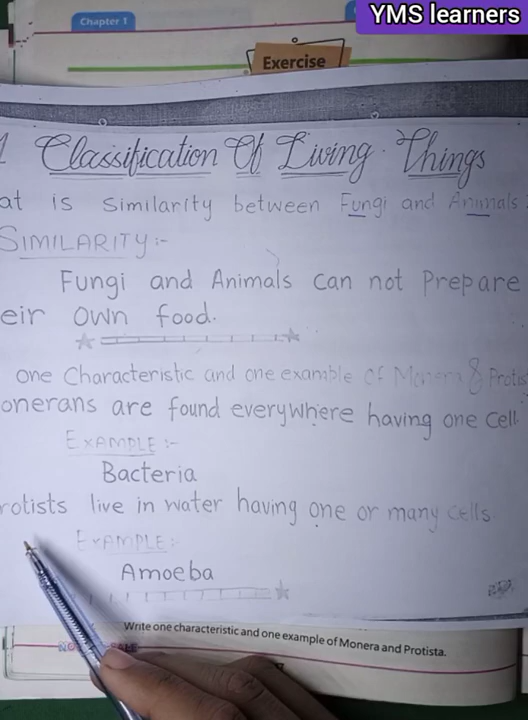 YMS learners
Chapter 1
Exercise
1 Classification Of Living Things
at is Similarity between Fungi and Animals
SIMILARITY:-
Fungi and Animals can not Prepare
eir own food.
one Characteristic and one example of Monera & Protis
onerans are found everywhere having one cell
EXAMPLE:-
Bacteria
rotists live in water having one or many cells
EXAMPLE:-
Amoeba
Write one characteristic and one example of Monera and Protista.